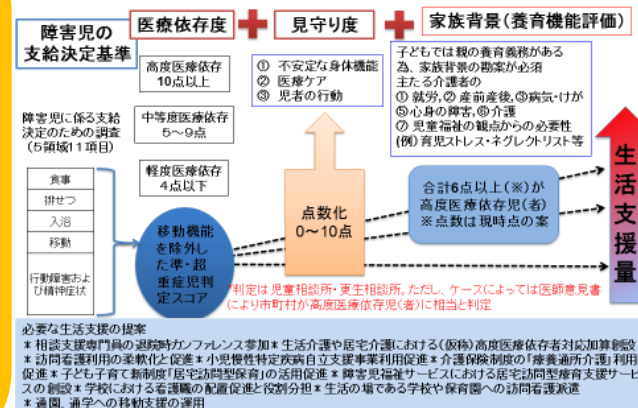 障害児の
支給決定基準
医療依存度
見守り度
家族背景(養育機能評価)
高度医療依存
10点以上
中等度医療依存
5~9点
軽度医療依存
4点以下
① 不安定な身体機能
② 医療ケア
③ 児者の行動
子どもでは親の養育義務がある
為、家族背景の勘案が必須
主たる介護者の
①就労,②産前産後,③病気・けが
⑤心身の障害,⑥介護
⑦ 児童福祉の観点からの必要性
(例)育児ストレス・ネグレクトリスト等
障害児に係る支給
決定のための調査
(5領域11項目)
食事
排せつ
入浴
移動
行動障害およ
び精神症状
移動機能
を除外し
た準・超
重症児判
定スコア
点数化
0~10点
合計6点以上(※)が
高度医療依存児(者)
※点数は現時点の案
生活支援量
*判定は児童相談所・更生相談所。ただし、ケースによっては医師意見書
により市町村が高度医療依存児(者)に相当と判定
必要な生活支援の提案
*相談支援専門員の退院時カンファレンス参加*生活介護や居宅介護における(仮称)高度医療依存者対応加算創設
*訪問看護利用の柔軟化と促進*小児慢性特定疾病自立支援事業利用促進*介護保険制度の「療養通所介護」利用
促進*子ども子育て新制度「居宅訪問型保育」の活用促進*障害児福祉サービスにおける居宅訪問型療育支援サービ
スの創設*学校における看護職の配置促進と役割分担*生活の場である学校や保育園への訪問看護派遣
*通園、通学への移動支援の運用